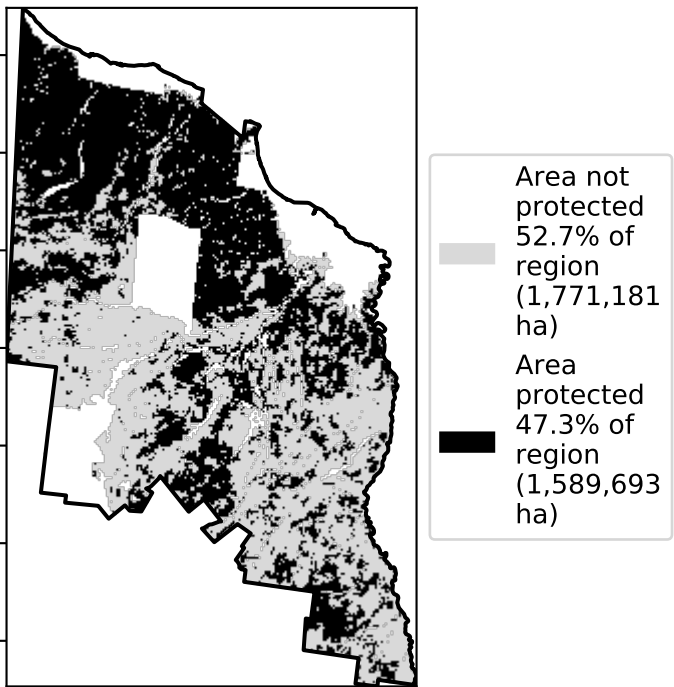 Area not
protected
52.7% of
region
(1,771,181
ha)
Area
protected
47.3% of
region
(1,589,693
ha)